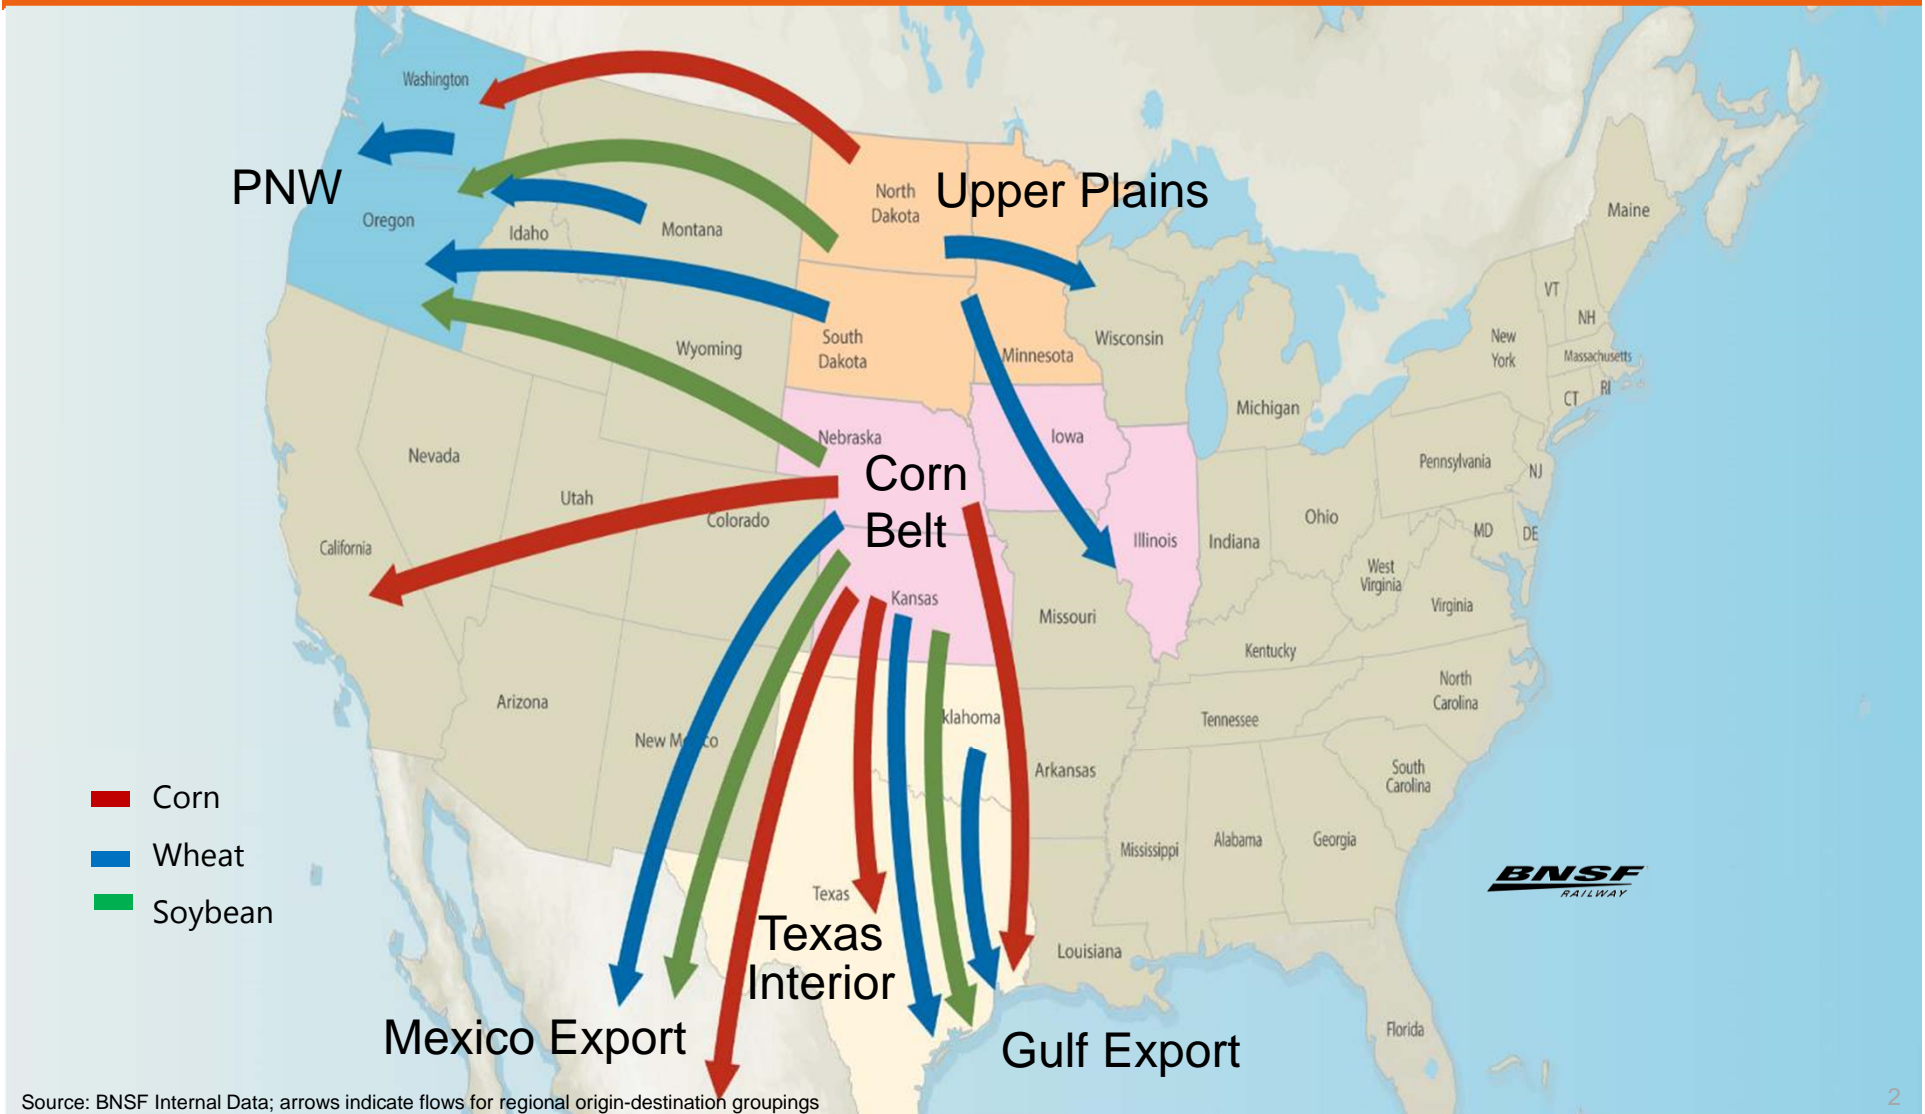 Washington
PNW
Oregon
Idaho
Montana
North
Dakota
Upper Plains
Maine
South
Dakota
Wyoming
Minnesota
Wisconsin
VT
NH
New
York
Massachusetts
CT
RI
Michigan
Nebraska
Iowa
Nevada
Utah
Colorado
Corn
Belt
Pennsylvania
NJ
California
Illinois
Indiana
Ohio
MD
DE
West
Virginia
Virginia
Kansas
Missouri
Kentucky
Arizona
New Mexico
klahoma
Tennessee
North
Carolina
Arkansas
South
Carolina
Corn
Wheat
Soybean
Mississippi
Alabama
Georgia
BNSF
RAILWAY
Texas
Texas
Interior
Louisiana
Mexico Export
Gulf Export
Florida
Source: BNSF Internal Data; arrows indicate flows for regional origin-destination groupings
2